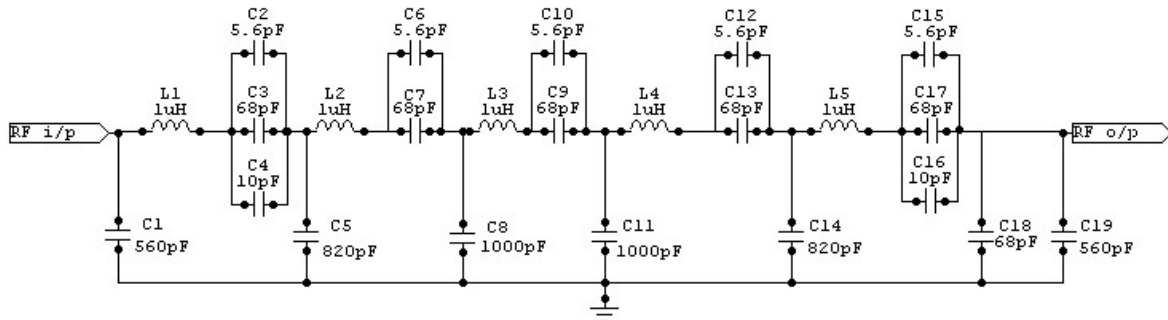 C2
5.6pF
C6
5.6pF
C10
5.6pF
C12
5.6pF
C15
5.6pF
L1
1uH
C3
68pF
L2
1uH
C7
68pF
L3
1uH
C9
68pF
L4
1uH
C13
68pF
L5
1uH
C17
68pF
RF i/p
RF o/p
C4
10pF
C16
10pF
C1
560pF
C5
820pF
C8
1000pF
C11
1000pF
C14
820pF
C18
68pF
C19
560pF